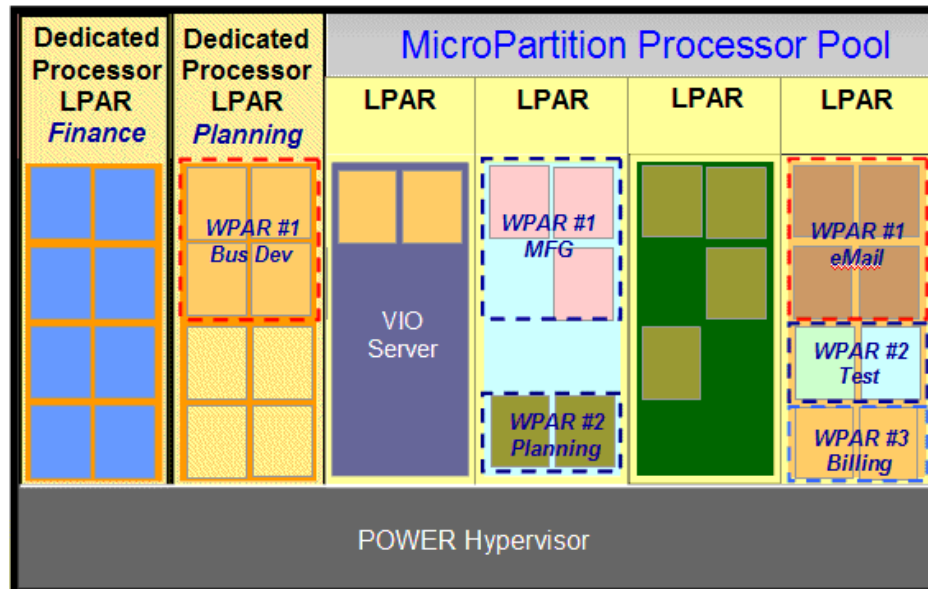 Dedicated
Processor
LPAR
Finance
Dedicated
Processor
LPAR
Planning
MicroPartition Processor Pool
LPAR
LPAR
LPAR
LPAR
WPAR #1
Bus Dev
VIO
Server
WPAR #1
MFG
WPAR #2
Planning
WPAR #1
eMail
WPAR #2
Test
WPAR #3
Billing
POWER Hypervisor